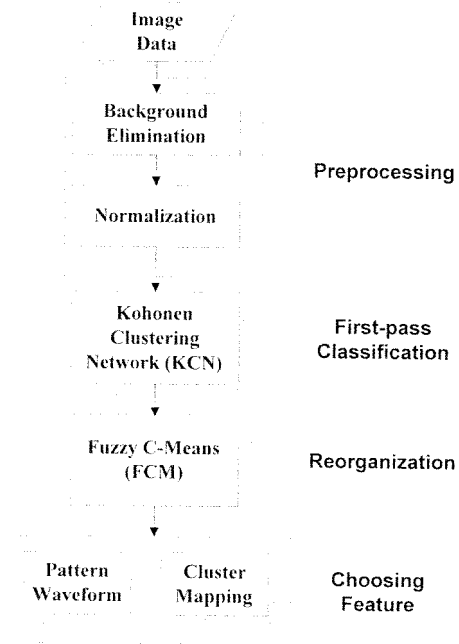 Image
Data
Background
Elimination
Preprocessing
Normalization
Kohonen
Clustering
Network (KCN)
First-pass
Classification
Fuzzy C-Means
(FCM)
Reorganization
Pattern
Waveform
Cluster
Mapping
Choosing
Feature